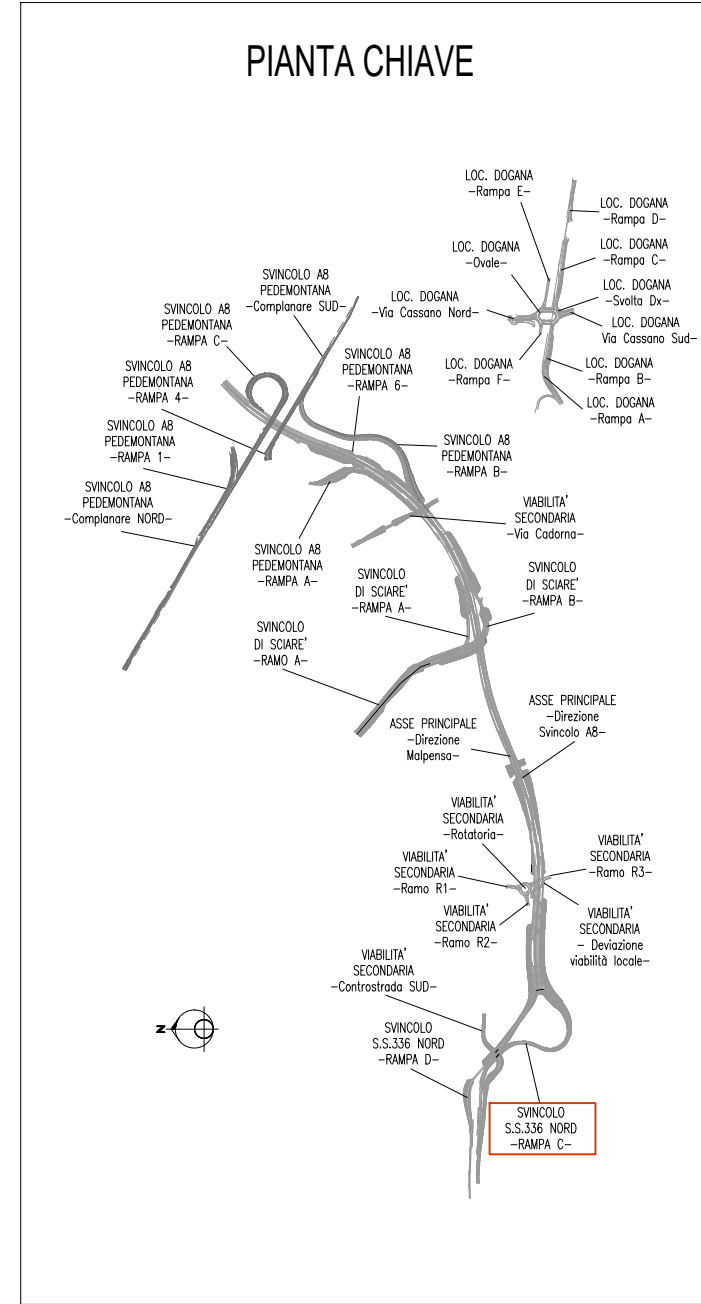 PIANTA CHIAVE
LOC. DOGANA
-Rampa E-
LOC. DOGANA
-Rampa D-
LOC. DOGANA
-Ovale-
LOC. DOGANA
-Rampa C-
LOC. DOGANA
-Svolta Dx-
LOC. DOGANA
-Via Cassano Nord-
LOC. DOGANA
Via Cassano Sud-
LOC. DOGANA
-Rampa F-
LOC. DOGANA
-Rampa B-
LOC. DOGANA
-Rampa A-
SVINCOLO A8
PEDEMONTANA
-Complanare SUD-
SVINCOLO A8
PEDEMONTANA
-RAMPA C-
SVINCOLO A8
PEDEMONTANA
-RAMPA 4-
SVINCOLO A8
PEDEMONTANA
-RAMPA 6-
SVINCOLO A8
PEDEMONTANA
-RAMPA 1-
SVINCOLO A8
PEDEMONTANA
-RAMPA B-
SVINCOLO A8
PEDEMONTANA
-Complanare NORD-
VIABILITA'
SECONDARIA
-Via Cadorna-
SVINCOLO A8
PEDEMONTANA
-RAMPA A-
SVINCOLO
DI SCIARE'
-RAMPA A-
SVINCOLO
DI SCIARE'
-RAMPA B-
SVINCOLO
DI SCIARE'
-RAMO A-
ASSE PRINCIPALE
-Direzione
Malpensa-
ASSE PRINCIPALE
-Direzione
Svincolo A8-
VIABILITA'
SECONDARIA
-Rotatoria-
VIABILITA'
SECONDARIA
-Ramo R1-
VIABILITA'
SECONDARIA
-Ramo R3-
VIABILITA'
SECONDARIA
-Ramo R2-
VIABILITA'
SECONDARIA
- Deviazione
viabilità locale-
VIABILITA'
SECONDARIA
-Controstrada SUD-
N
SVINCOLO
S.S.336 NORD
-RAMPA D-
SVINCOLO
S.S.336 NORD
-RAMPA C-